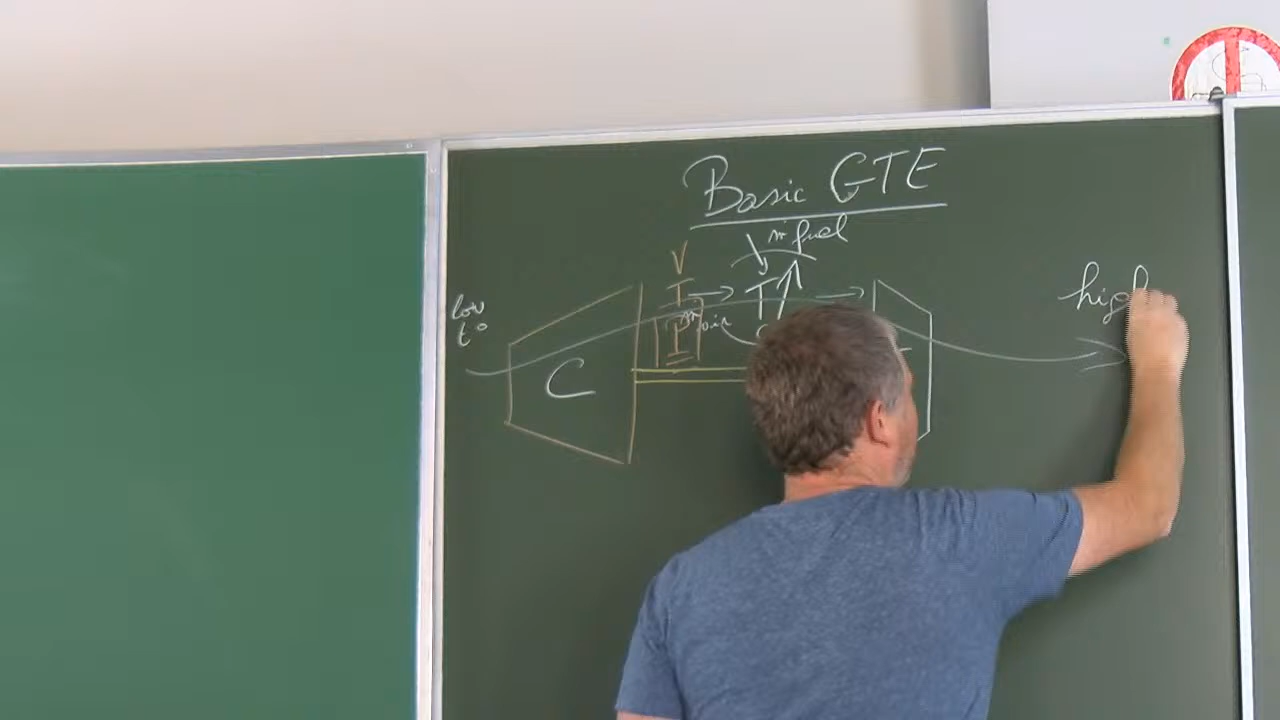 Basic GTE
ṁ fuel
V
T
T
low
t°
ṁ air
P
C
high